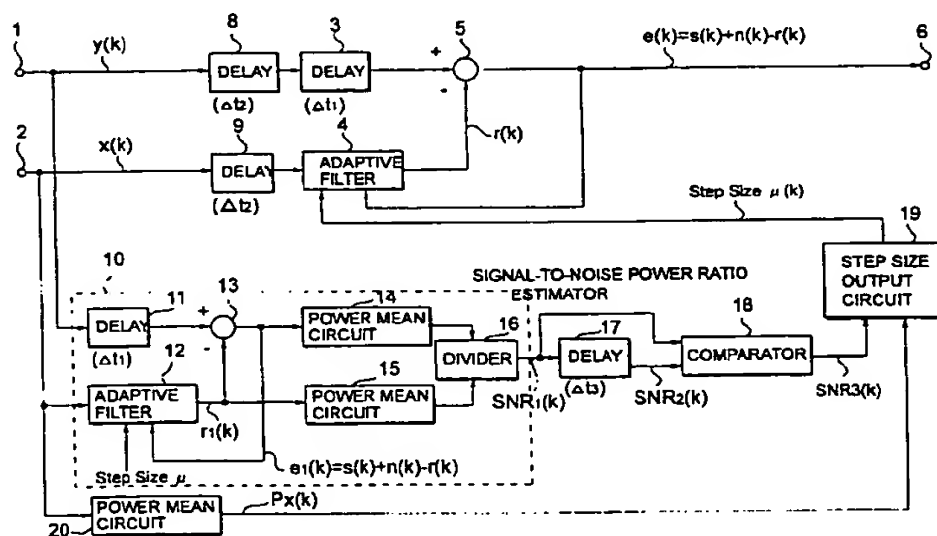 1
y(k)
8
DELAY
(Δt2)
3
DELAY
(Δt1)
+
-
5
e(k)=s(k)+n(k)-r(k)
6
2
x(k)
9
DELAY
(Δt2)
4
ADAPTIVE
FILTER
r(k)
Step Size μ(k)
19
STEP SIZE
OUTPUT
CIRCUIT
SIGNAL-TO-NOISE POWER RATIO
ESTIMATOR
10
11
DELAY
(Δt1)
+
-
13
14
POWER MEAN
CIRCUIT
16
DIVIDER
17
DELAY
(Δt3)
18
COMPARATOR
12
ADAPTIVE
FILTER
r1(k)
15
POWER MEAN
CIRCUIT
SNR1(k)
SNR2(k)
SNR3(k)
Step Size μ
e1(k)=s(k)+n(k)-r(k)
POWER MEAN
CIRCUIT
20
Px(k)